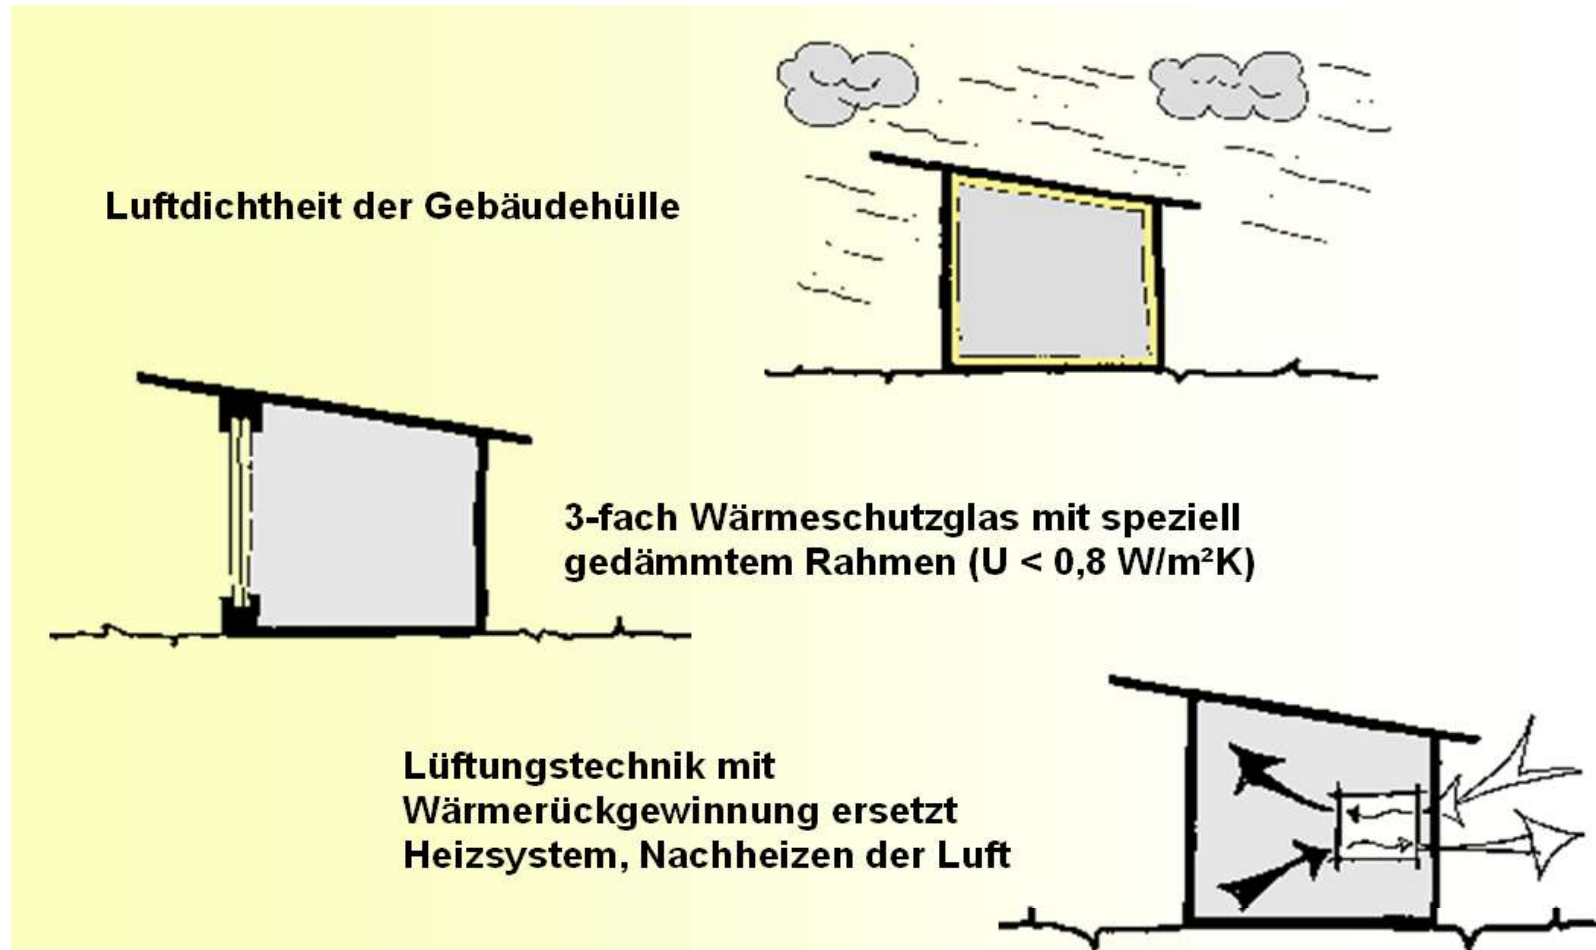 Luftdichtheit der Gebäudehülle
3-fach Wärmeschutzglas mit speziell
gedämmtem Rahmen (U < 0,8 W/m²K)
Lüftungstechnik mit
Wärmerückgewinnung ersetzt
Heizsystem, Nachheizen der Luft